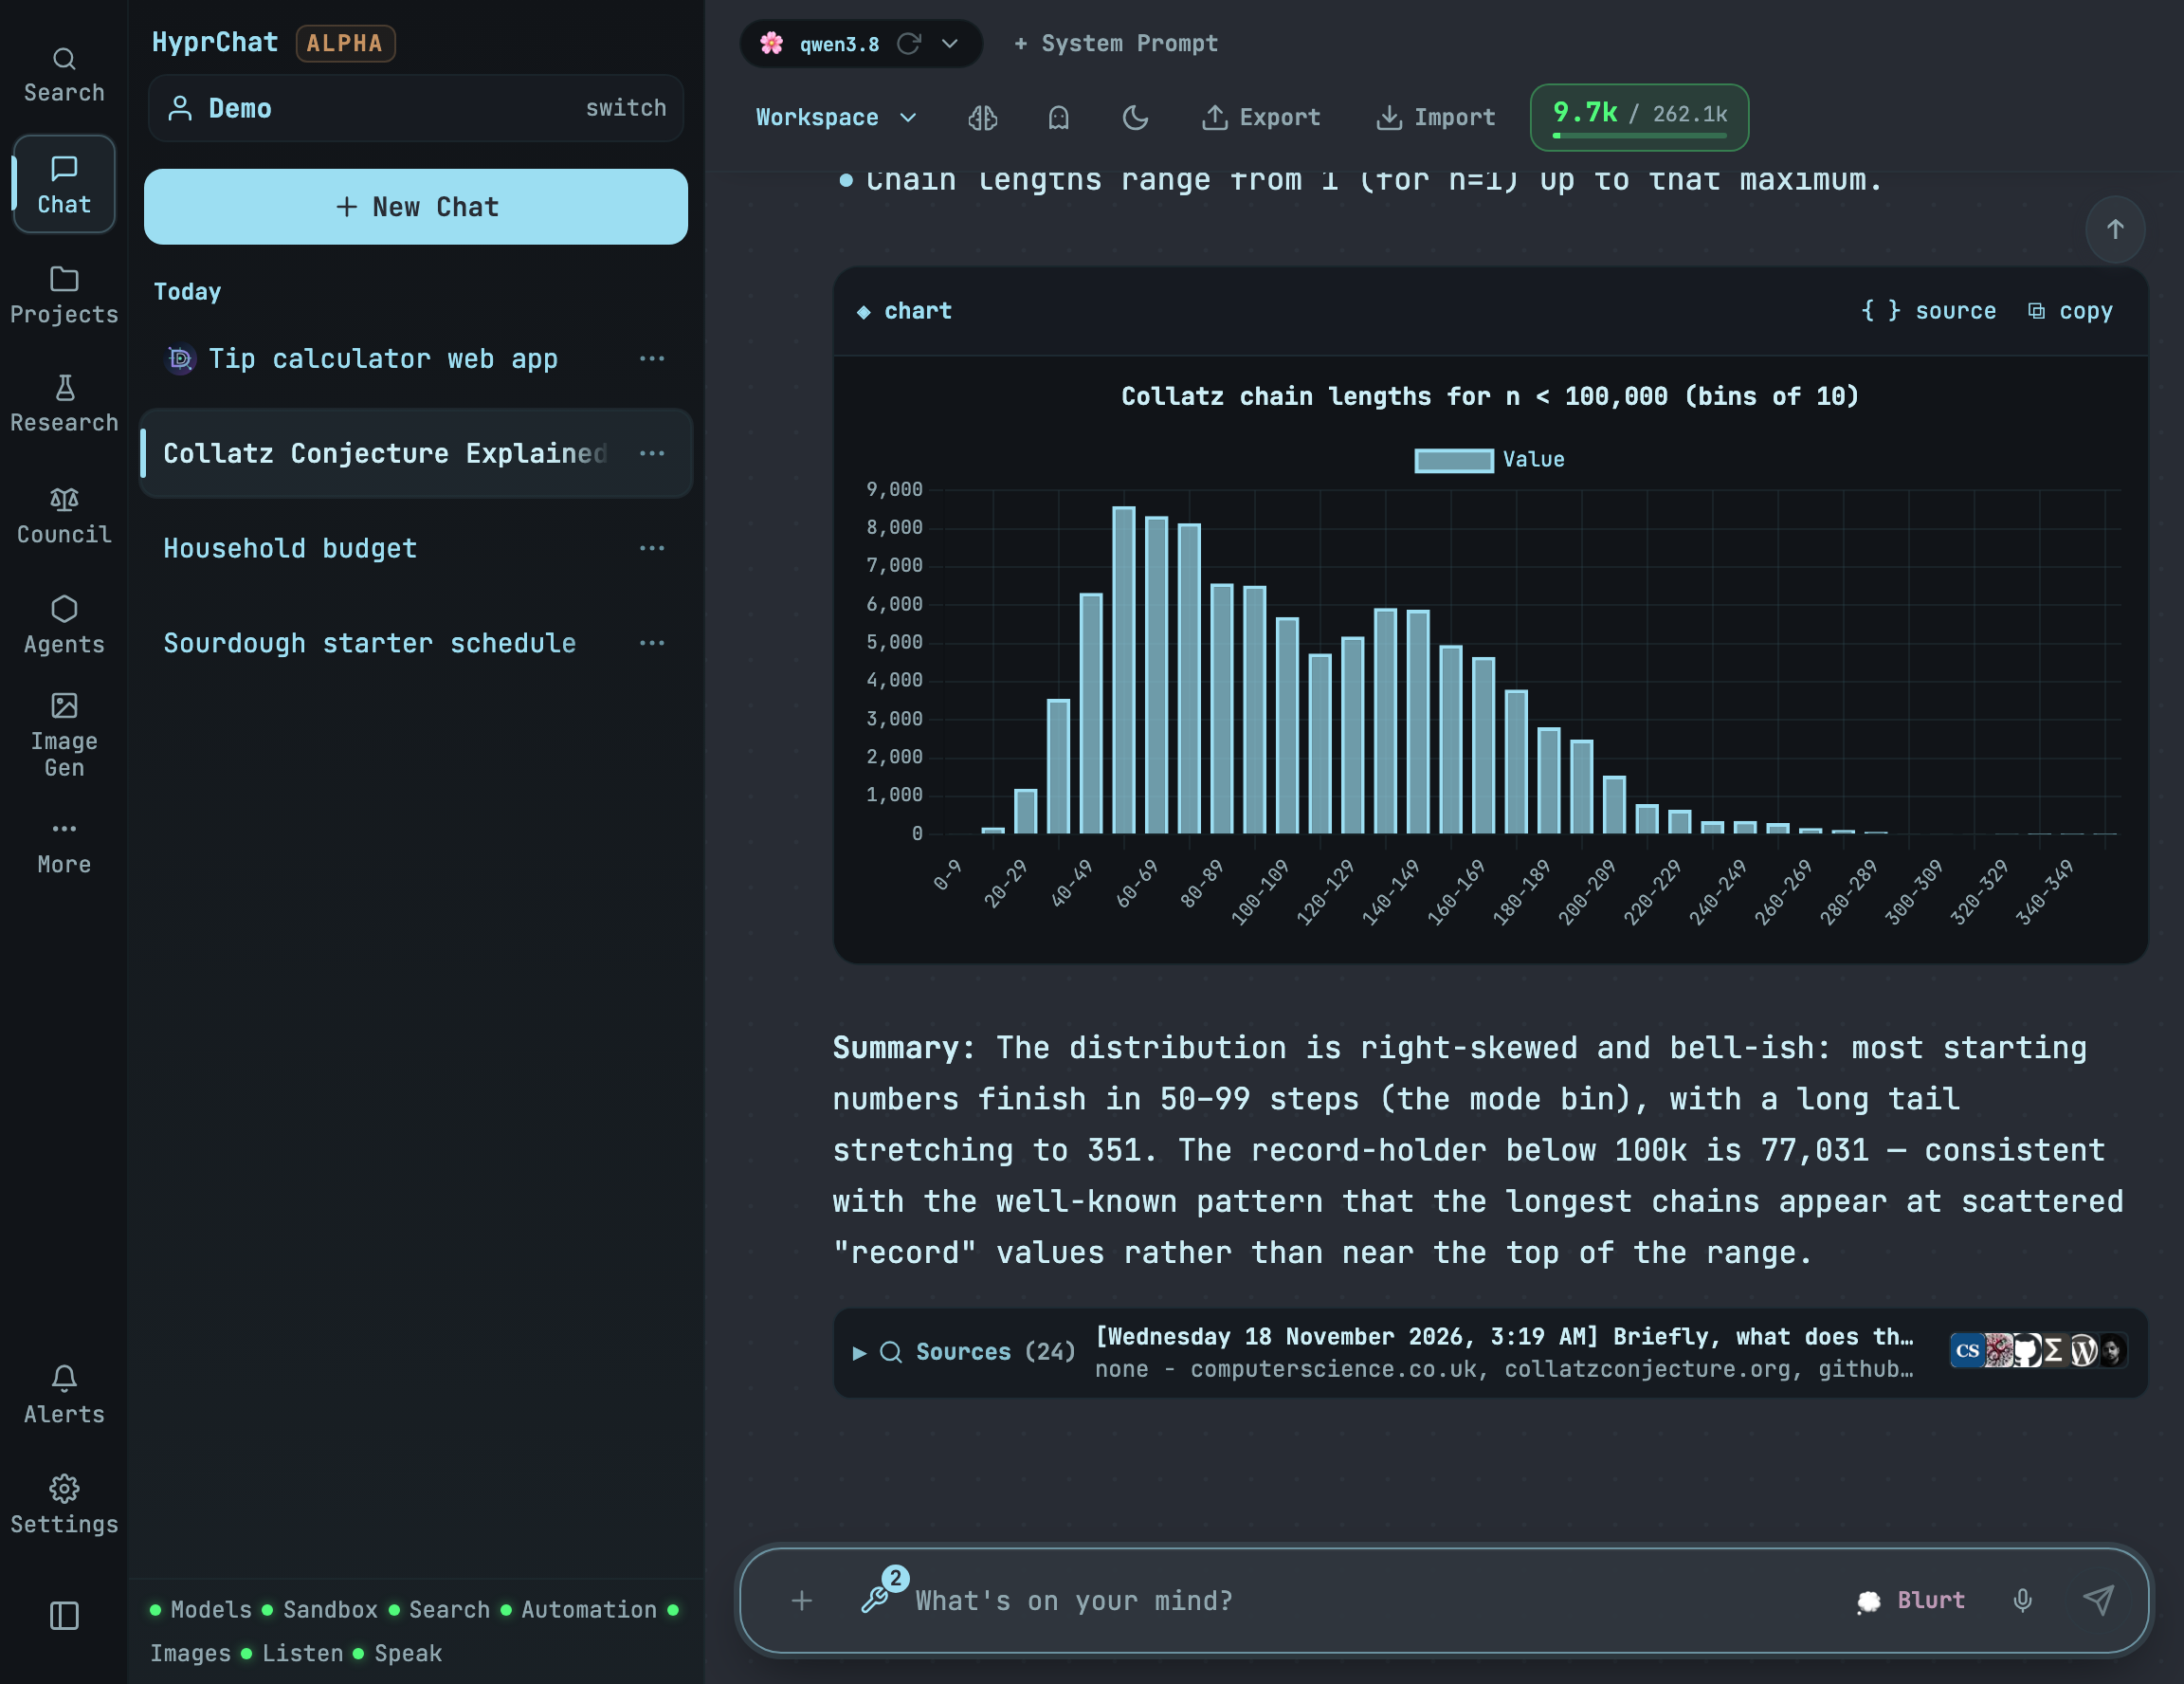 Search
Chat
Projects
Research
Council
Agents
Image
Gen
More
Alerts
Settings
HyprChat ALPHA
Demo switch
+ New Chat
Today
Tip calculator web app
Collatz Conjecture Explained
Household budget
Sourdough starter schedule
Models Sandbox Search Automation
Images Listen Speak
qwen3.8 + System Prompt
Workspace Export Import 9.7k / 262.1k
• Chain lengths range from 1 (for n=1) up to that maximum.
◆ chart { } source copy
Collatz chain lengths for n < 100,000 (bins of 10)
Value
9,000
8,000
7,000
6,000
5,000
4,000
3,000
2,000
1,000
0
0-9 20-29 40-49 60-69 80-89 100-109 120-129 140-149 160-169 180-189 200-209 220-229 240-249 260-269 280-289 300-309 320-329 340-349
Summary: The distribution is right-skewed and bell-ish: most starting
numbers finish in 50–99 steps (the mode bin), with a long tail
stretching to 351. The record-holder below 100k is 77,031 — consistent
with the well-known pattern that the longest chains appear at scattered
"record" values rather than near the top of the range.
▶ Sources (24) [Wednesday 18 November 2026, 3:19 AM] Briefly, what does th…
none - computerscience.co.uk, collatzconjecture.org, github…
CS Σ W
2
+ What's on your mind? Blurt